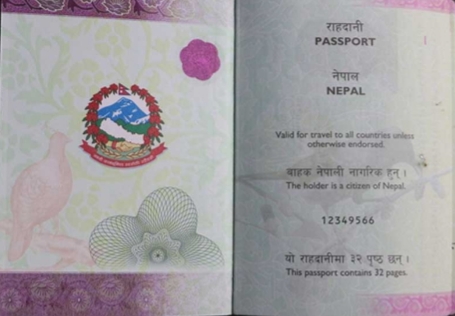 राहदानी
PASSPORT
नेपाल
NEPAL
Valid for travel to all countries unless
otherwise endorsed.
बाहक नेपाली नागरिक हुन् ।
The holder is a citizen of Nepal.
12349566
यो राहदानीमा ३२ पृष्ठ छन् ।
This passport contains 32 pages.